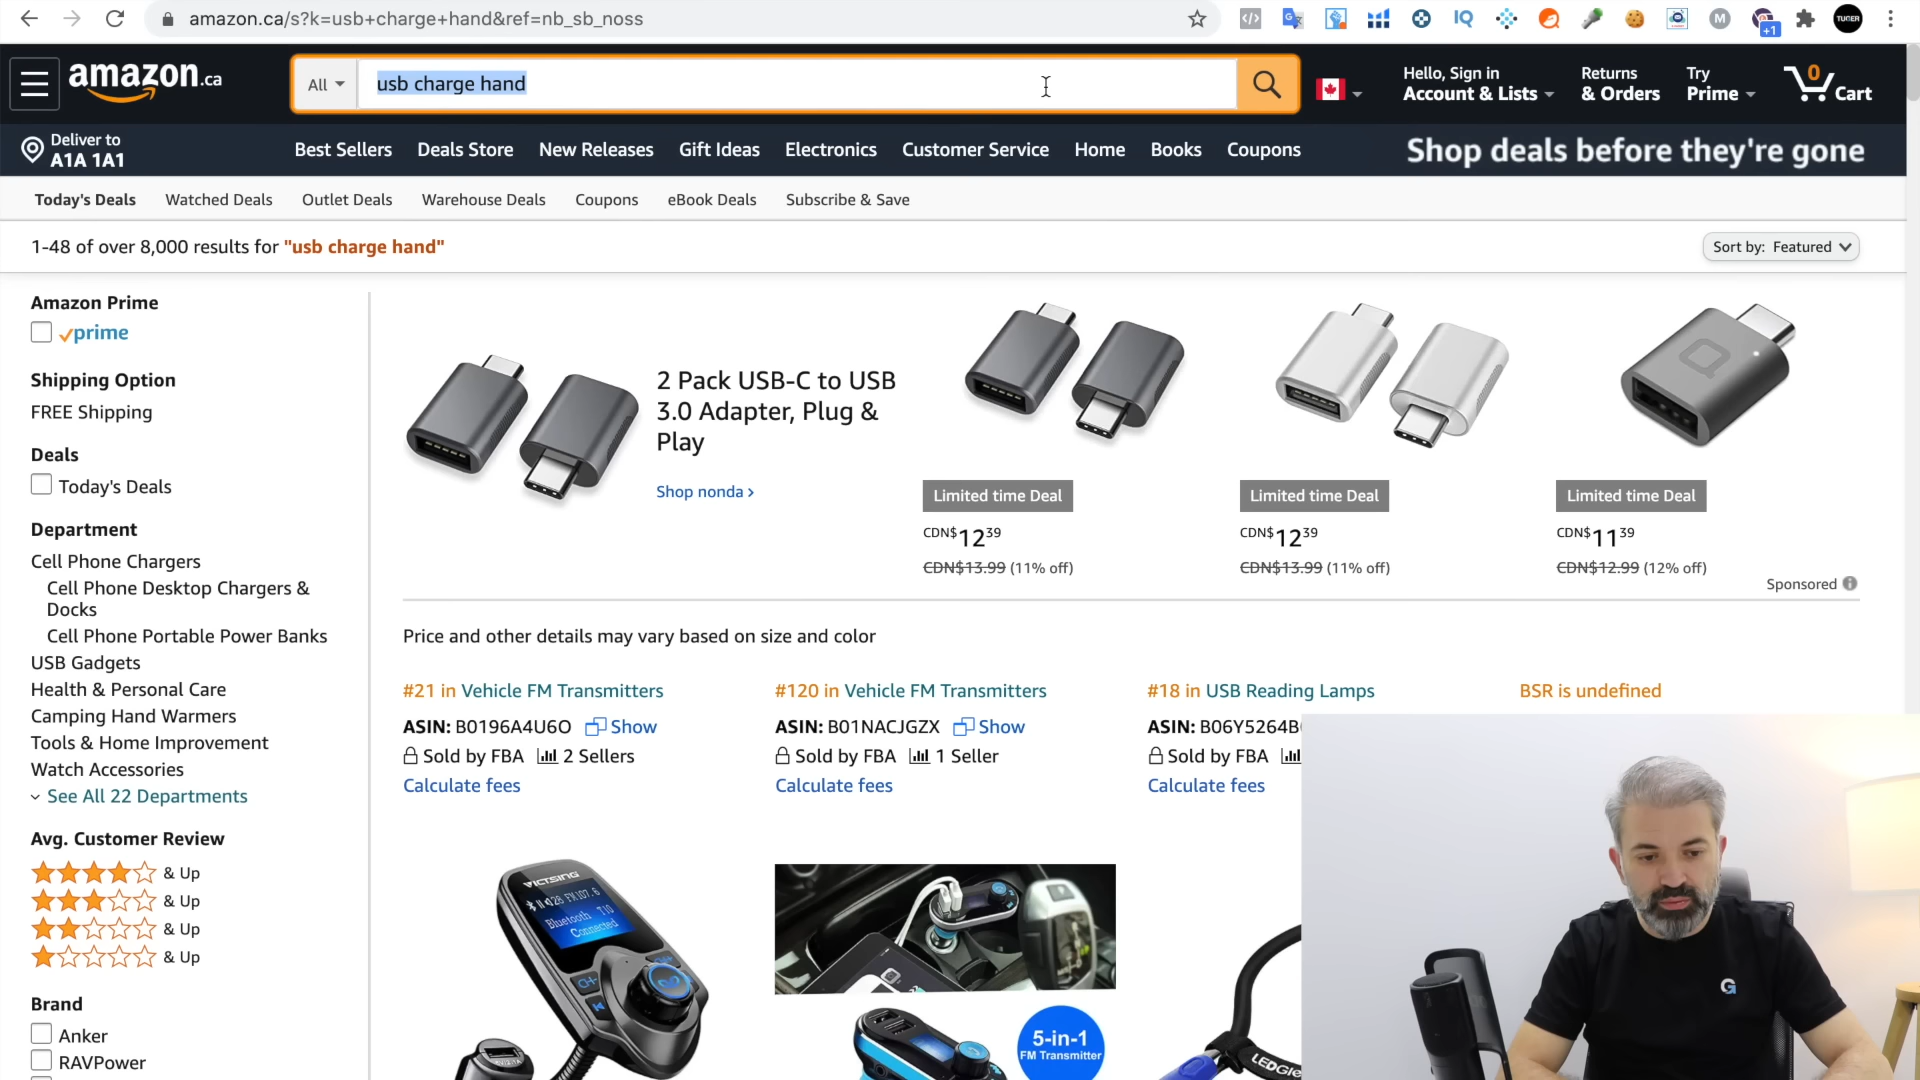 amazon.ca/s?k=usb+charge+hand&ref=nb_sb_noss
IQ
M
+1
TUNER
amazon.ca
All
usb charge hand
Hello, Sign in
Account & Lists
Returns
& Orders
Try
Prime
0
Cart
Deliver to
A1A 1A1
Best Sellers
Deals Store
New Releases
Gift Ideas
Electronics
Customer Service
Home
Books
Coupons
Shop deals before they're gone
Today's Deals
Watched Deals
Outlet Deals
Warehouse Deals
Coupons
eBook Deals
Subscribe & Save
1-48 of over 8,000 results for "usb charge hand"
Sort by: Featured
Amazon Prime
prime
Shipping Option
FREE Shipping
Deals
Today's Deals
Department
Cell Phone Chargers
Cell Phone Desktop Chargers &
Docks
Cell Phone Portable Power Banks
USB Gadgets
Health & Personal Care
Camping Hand Warmers
Tools & Home Improvement
Watch Accessories
See All 22 Departments
Avg. Customer Review
& Up
& Up
& Up
& Up
Brand
Anker
RAVPower
2 Pack USB-C to USB
3.0 Adapter, Plug &
Play
Shop nonda ›
Limited time Deal
CDN$12 39
CDN$13.99 (11% off)
Limited time Deal
CDN$12 39
CDN$13.99 (11% off)
Limited time Deal
CDN$11 39
CDN$12.99 (12% off)
Sponsored
Price and other details may vary based on size and color
#21 in Vehicle FM Transmitters
ASIN: B0196A4U6O Show
Sold by FBA 2 Sellers
Calculate fees
#120 in Vehicle FM Transmitters
ASIN: B01NACJGZX Show
Sold by FBA 1 Seller
Calculate fees
#18 in USB Reading Lamps
ASIN: B06Y5264B
Sold by FBA
Calculate fees
BSR is undefined
VICTSING
Bluetooth T10
Connected
CH-
5-in-1
FM Transmitter
G